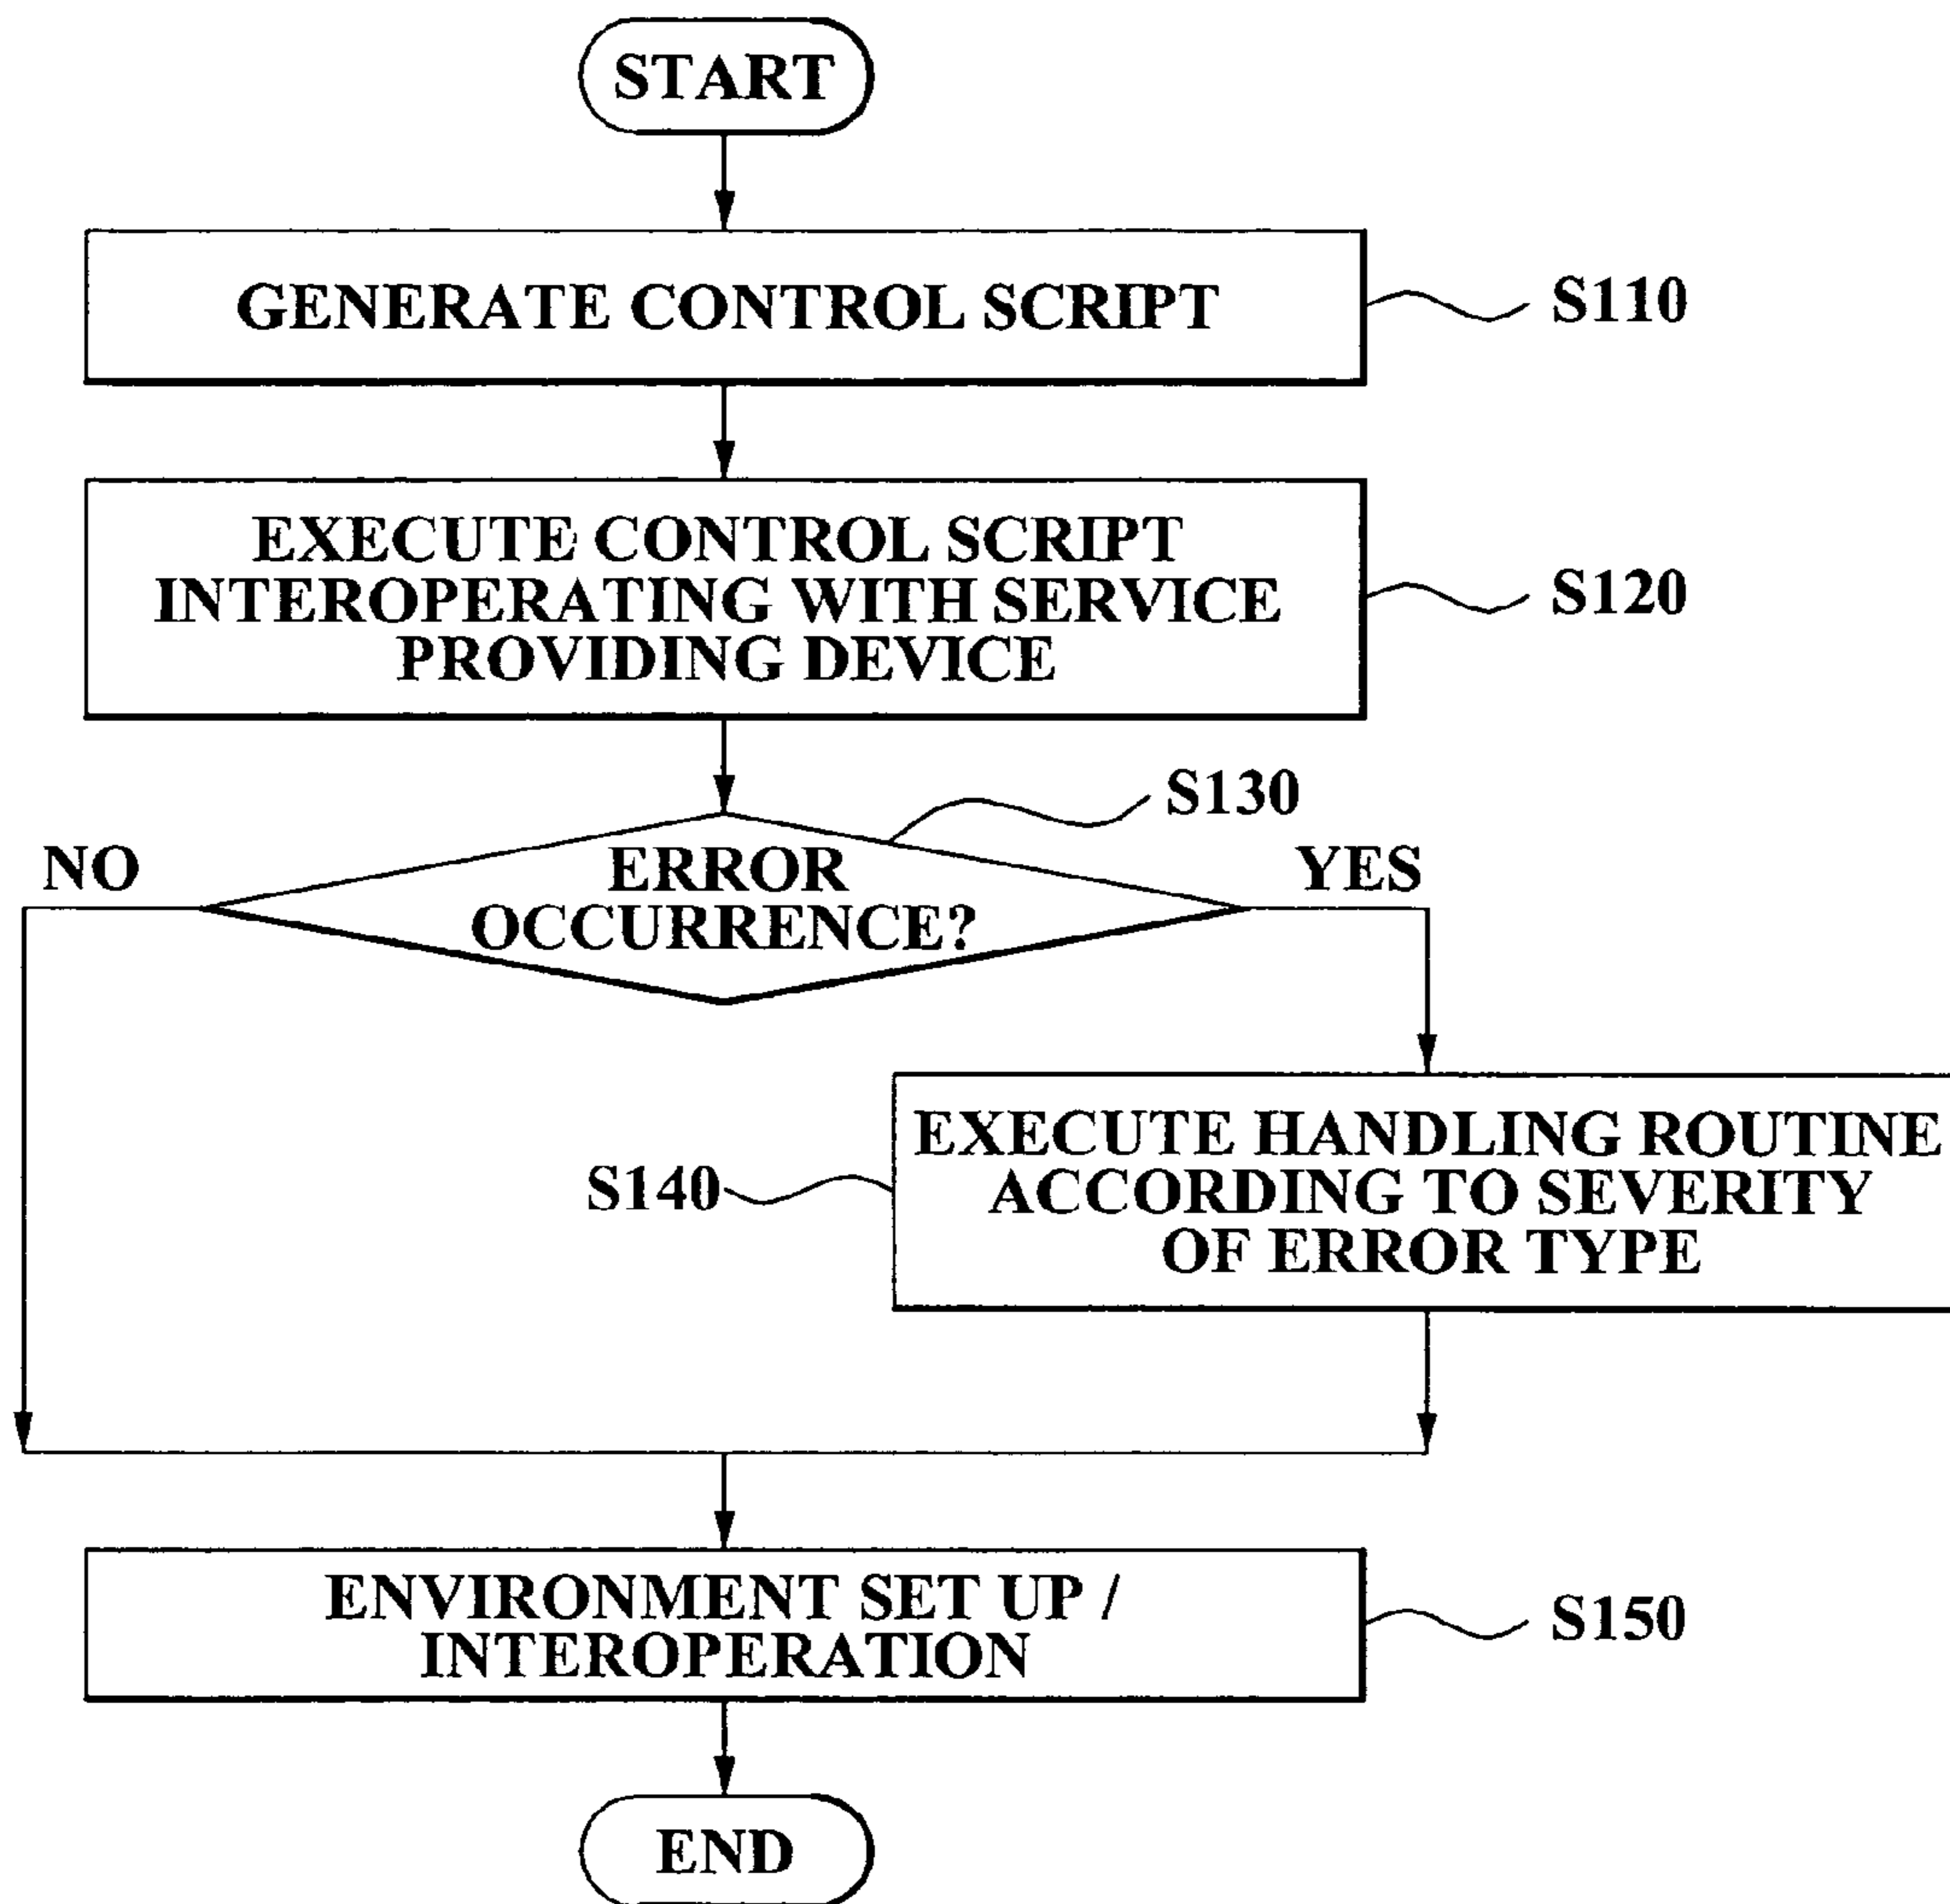 START
GENERATE CONTROL SCRIPT
S110
EXECUTE CONTROL SCRIPT
INTEROPERATING WITH SERVICE
PROVIDING DEVICE
S120
S130
NO
ERROR
OCCURRENCE?
YES
EXECUTE HANDLING ROUTINE
ACCORDING TO SEVERITY
OF ERROR TYPE
S140
ENVIRONMENT SET UP /
INTEROPERATION
S150
END